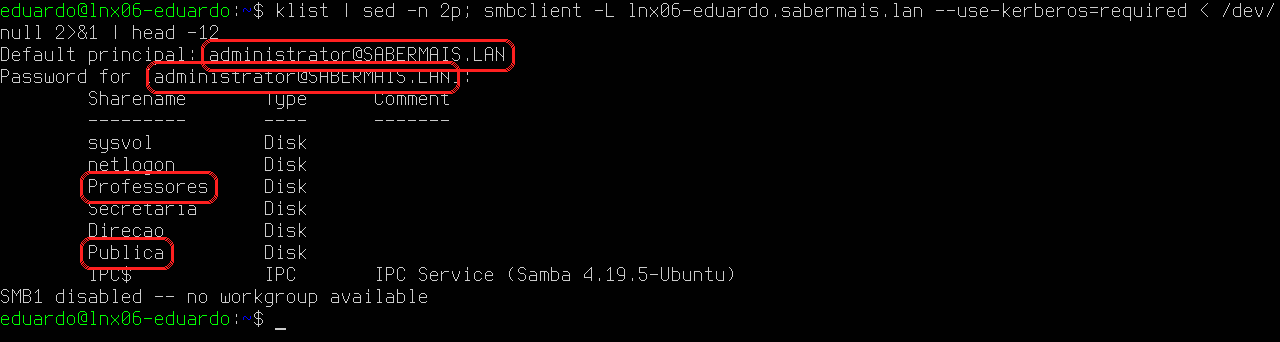 eduardo@lnx06-eduardo:~$ klist | sed -n 2p; smbclient -L lnx06-eduardo.sabermais.lan --use-kerberos=required < /dev/
null 2>&1 | head -12
Default principal: administrator@SABERMAIS.LAN
Password for [administrator@SABERMAIS.LAN]:
Sharename Type Comment
--------- ---- -------
sysvol Disk
netlogon Disk
Professores Disk
Secretaria Disk
Direcao Disk
Publica Disk
IPC$ IPC IPC Service (Samba 4.19.5-Ubuntu)
SMB1 disabled -- no workgroup available
eduardo@lnx06-eduardo:~$ _